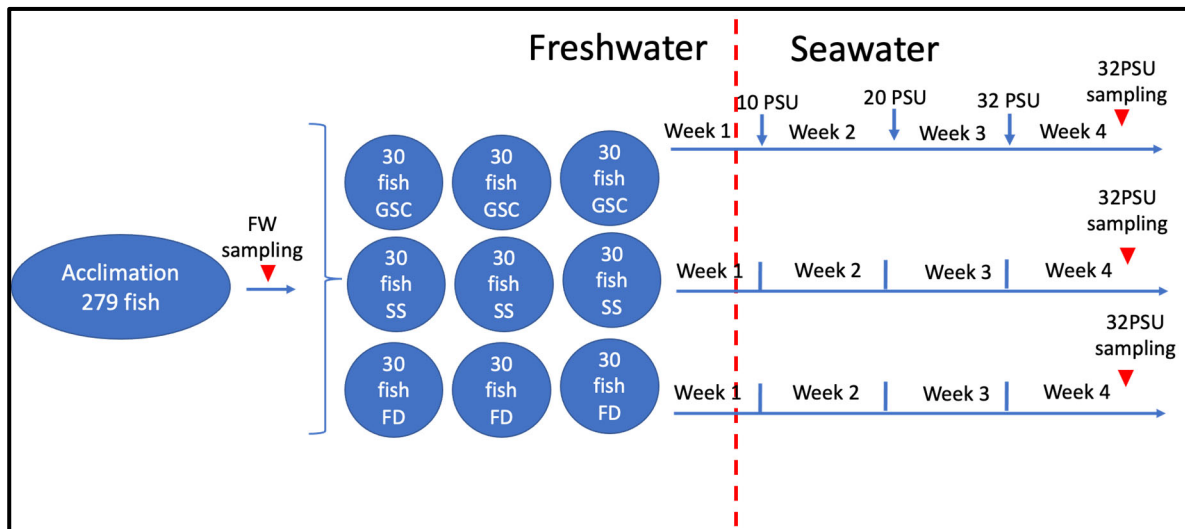 Freshwater
Seawater
10 PSU
20 PSU
32 PSU
32PSU
sampling
Week 1
Week 2
Week 3
Week 4
30
fish
GSC
30
fish
GSC
30
fish
GSC
FW
sampling
Acclimation
279 fish
30
fish
SS
30
fish
SS
30
fish
SS
32PSU
sampling
Week 1
Week 2
Week 3
Week 4
30
fish
FD
30
fish
FD
30
fish
FD
32PSU
sampling
Week 1
Week 2
Week 3
Week 4